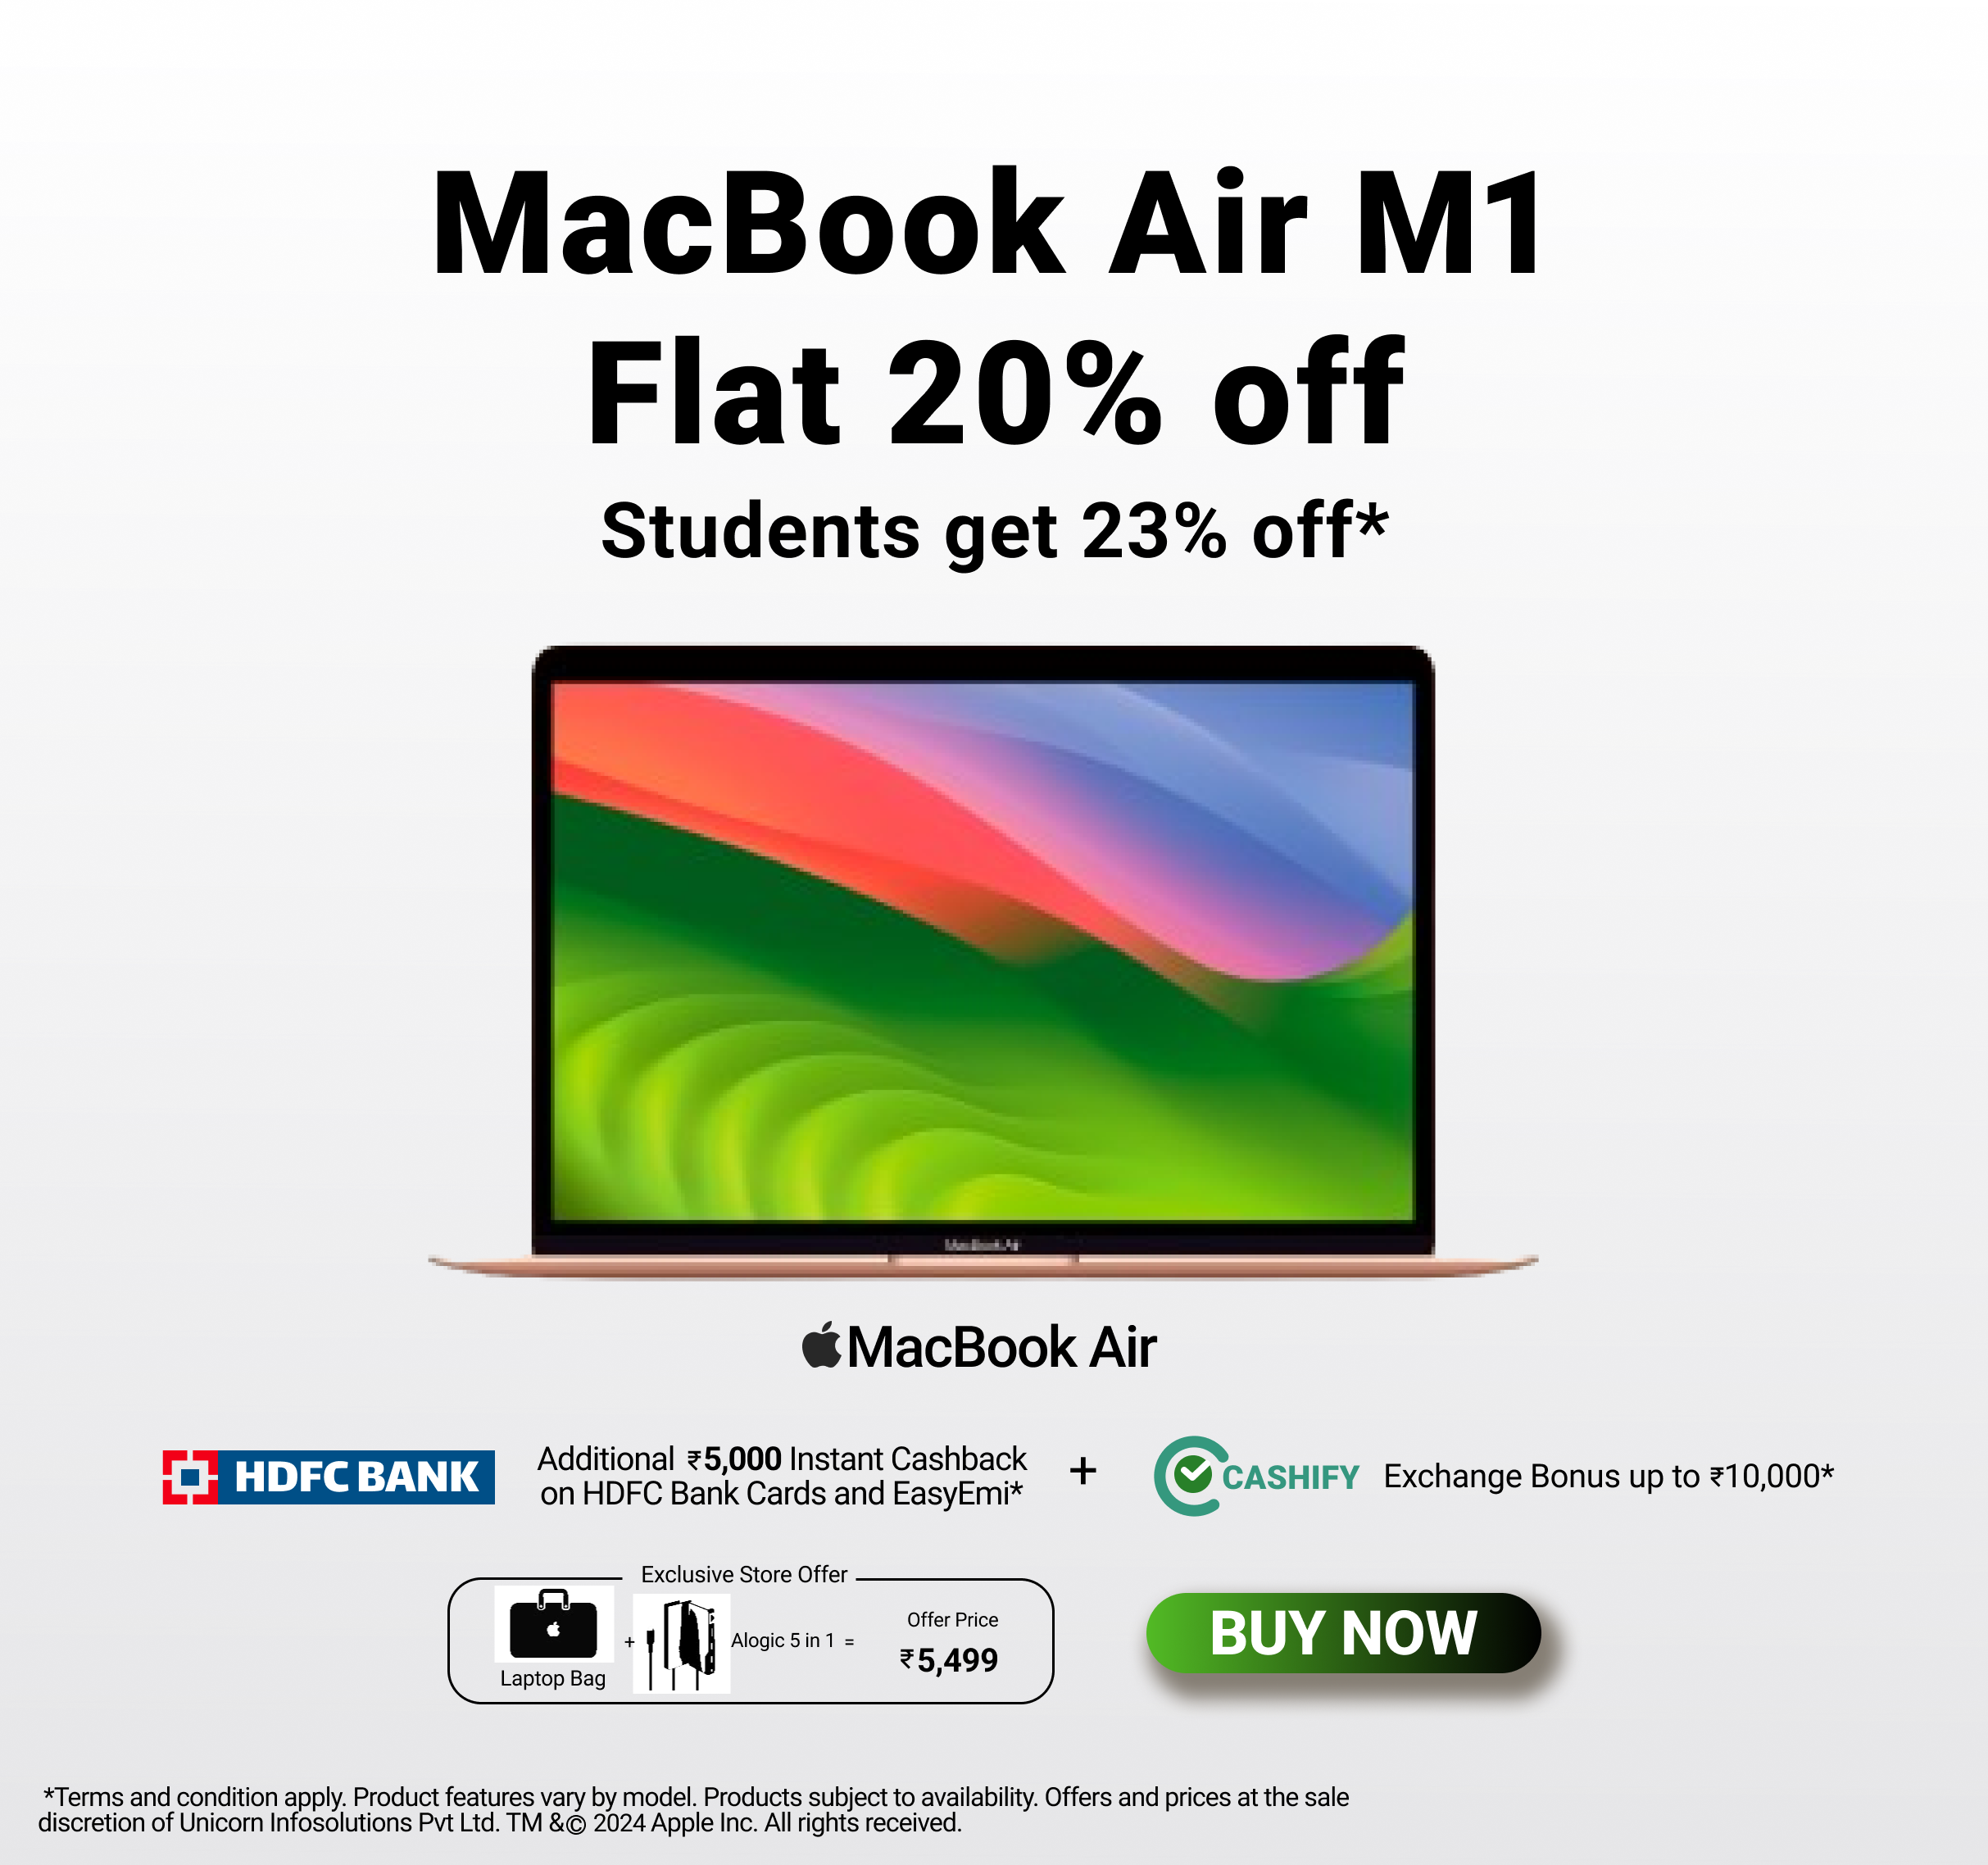 MacBook Air M1
Flat 20% off
Students get 23% off*
MacBook Air
MacBook Air
HDFC BANK
Additional ₹5,000 Instant Cashback
on HDFC Bank Cards and EasyEmi*
+
CASHIFY
Exchange Bonus up to ₹10,000*
Exclusive Store Offer
Laptop Bag
+
Alogic 5 in 1 =
Offer Price
₹5,499
BUY NOW
*Terms and condition apply. Product features vary by model. Products subject to availability. Offers and prices at the sale
discretion of Unicorn Infosolutions Pvt Ltd. TM &© 2024 Apple Inc. All rights received.